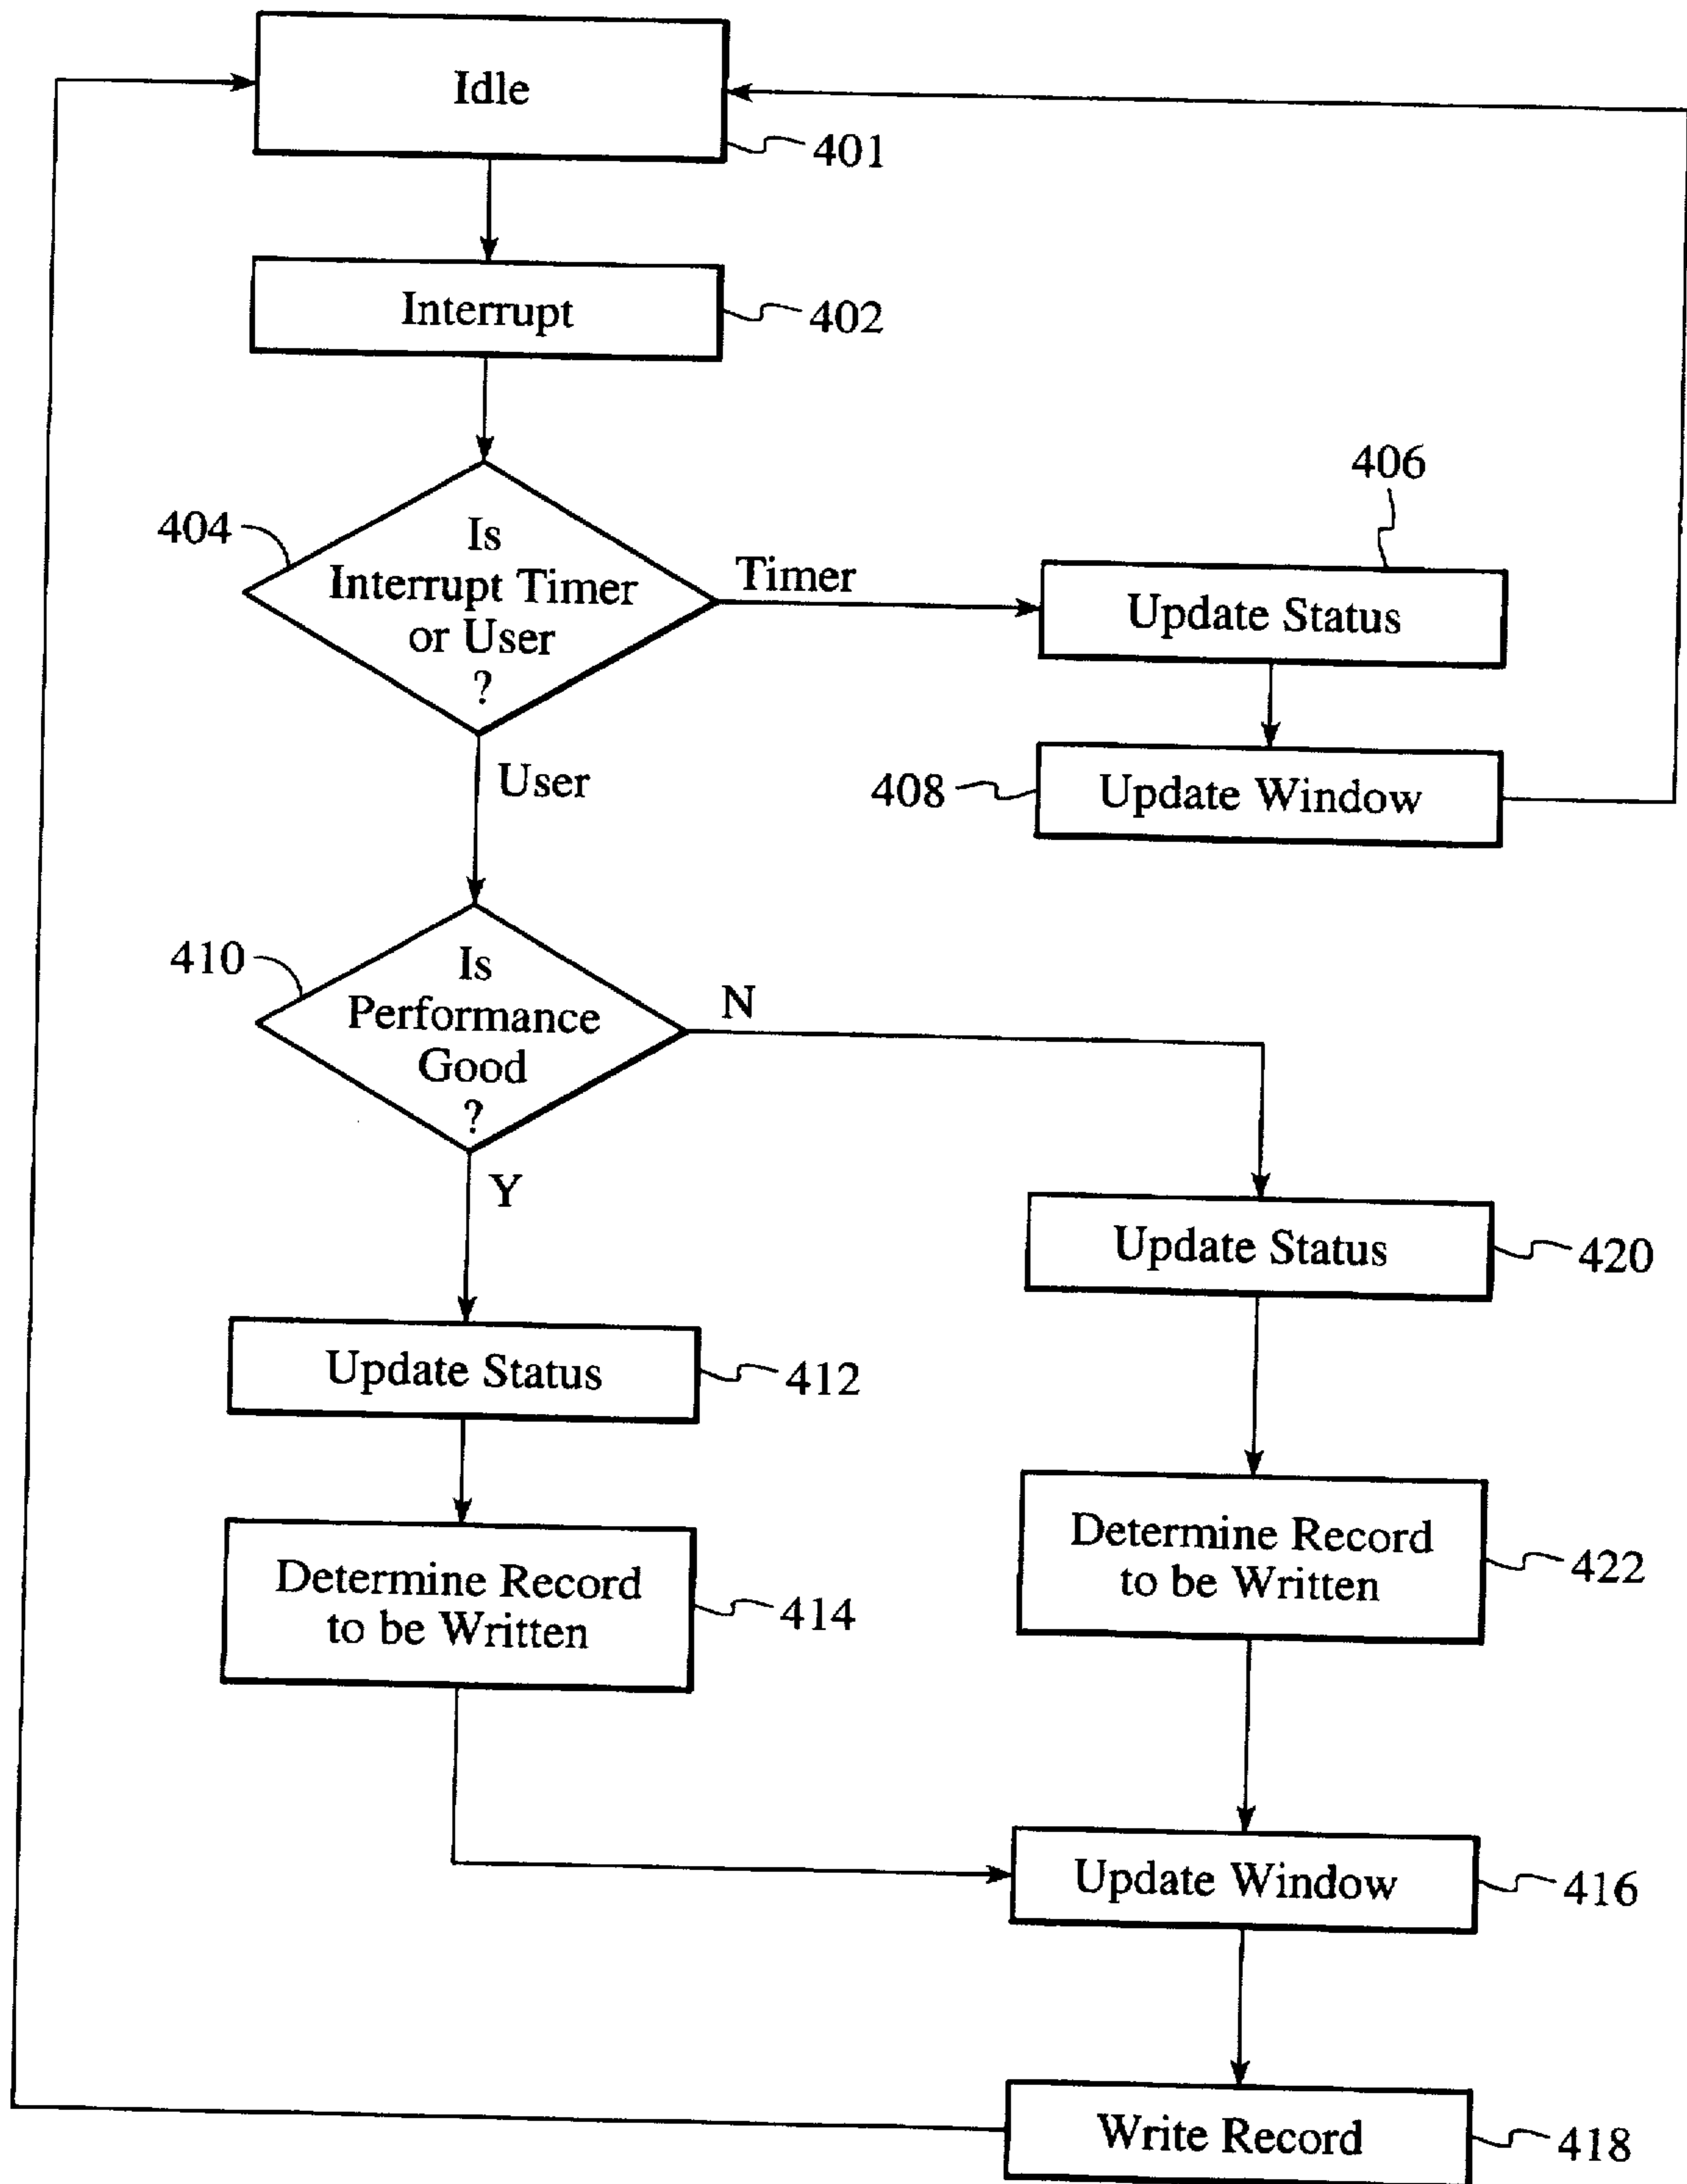 Idle
401
Interrupt
402
404
Is
Interrupt Timer
or User
?
Timer
User
406
Update Status
408
Update Window
410
Is
Performance
Good
?
N
Y
Update Status
420
Update Status
412
Determine Record
to be Written
422
Determine Record
to be Written
414
Update Window
416
Write Record
418